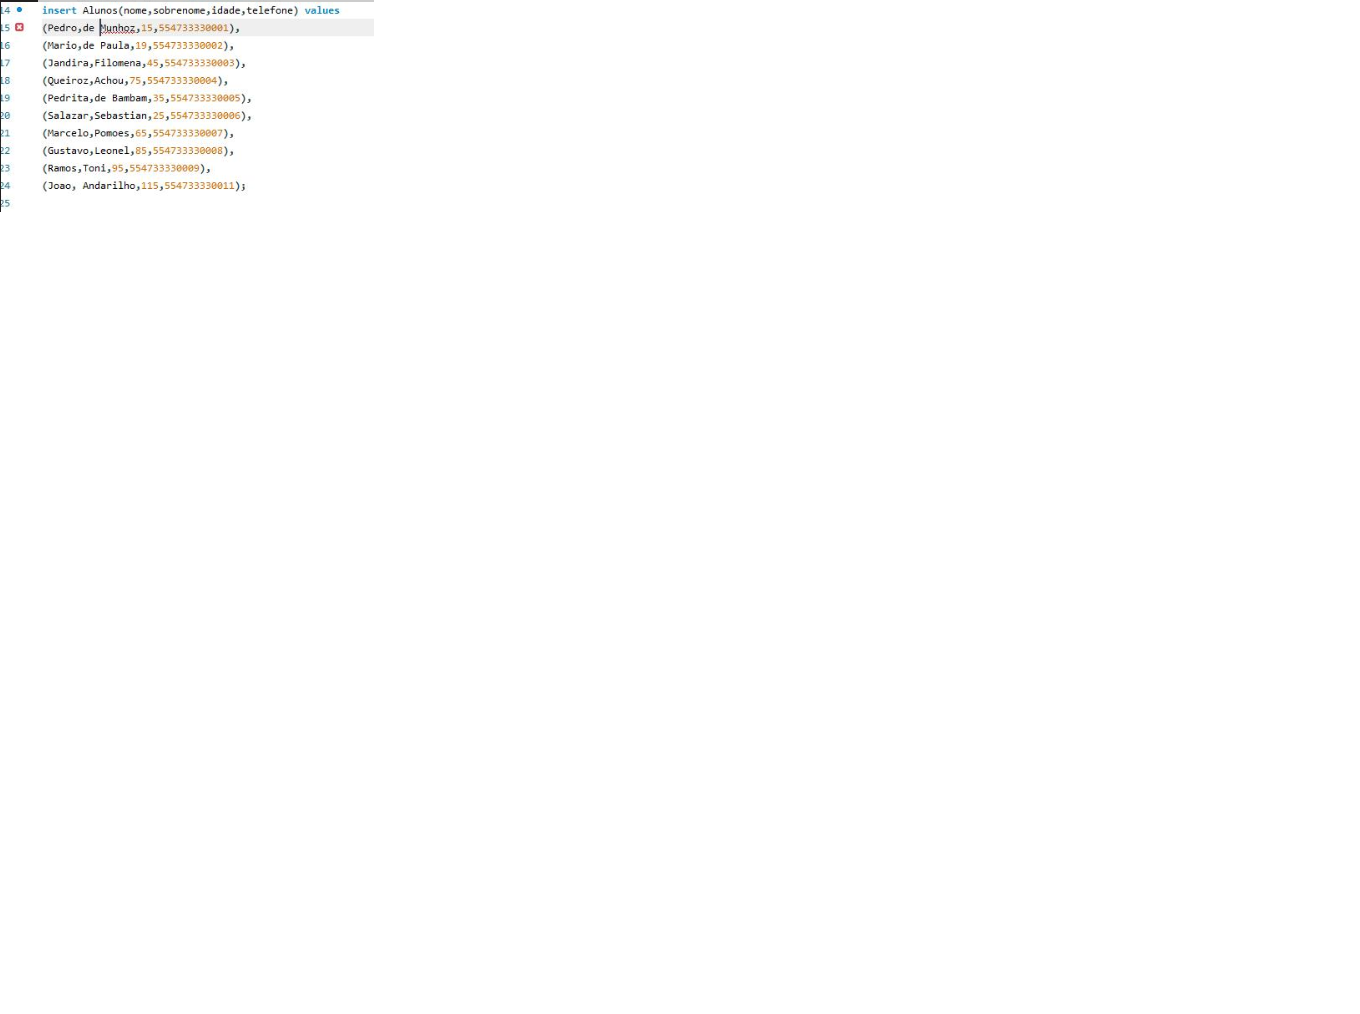 14 insert Alunos(nome,sobrenome,idade,telefone) values
15 (Pedro,de Munhoz,15,554733330001),
16 (Mario,de Paula,19,554733330002),
17 (Jandira,Filomena,45,554733330003),
18 (Queiroz,Achou,75,554733330004),
19 (Pedrita,de Bambam,35,554733330005),
20 (Salazar,Sebastian,25,554733330006),
21 (Marcelo,Pomoes,65,554733330007),
22 (Gustavo,Leonel,85,554733330008),
23 (Ramos,Toni,95,554733330009),
24 (Joao, Andarilho,115,554733330011);
25